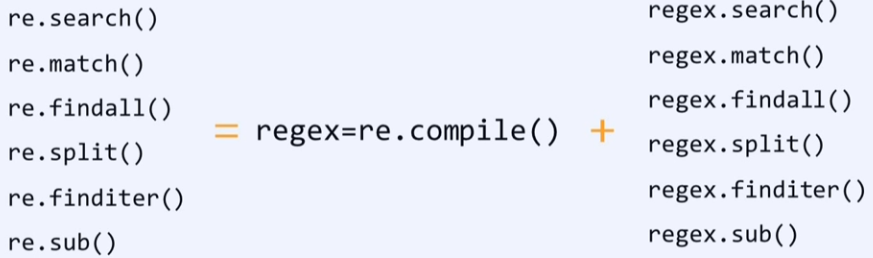 re.search()
re.match()
re.findall()
re.split()
re.finditer()
re.sub()
= regex=re.compile() +
regex.search()
regex.match()
regex.findall()
regex.split()
regex.finditer()
regex.sub()